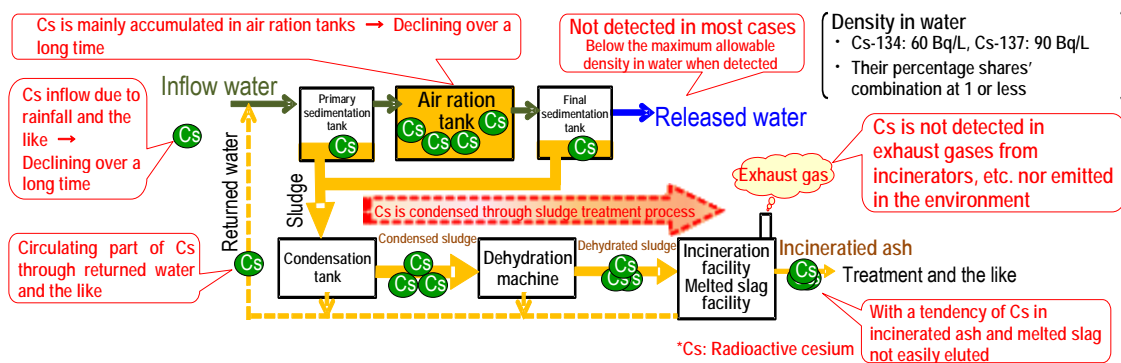 Cs is mainly accumulated in air ration tanks → Declining over a
long time
Not detected in most cases
Below the maximum allowable
density in water when detected
Density in water
・ Cs-134: 60 Bq/L, Cs-137: 90 Bq/L
・ Their percentage shares'
combination at 1 or less
Cs inflow due to
rainfall and the
like →
Declining over a
long time
Cs
Inflow water
Primary
sedimentation
tank
Cs
Air ration
tank
Cs
Cs
Cs
Cs
Final
sedimentation
tank
Cs
Released water
Cs is not detected in
exhaust gases from
incinerators, etc. nor emitted
in the environment
Exhaust gas
Returned water
Sludge
Cs is condensed through sludge treatment process
Circulating part of Cs
through returned water
and the like
Cs
Condensation
tank
Condensed sludge
Cs
Cs
Cs
Dehydration
machine
Dehydrated sludge
Cs
Incineration
facility
Melted slag
facility
Incineratied ash
Cs
Treatment and the like
With a tendency of Cs in
incinerated ash and melted slag
not easily eluted
*Cs: Radioactive cesium